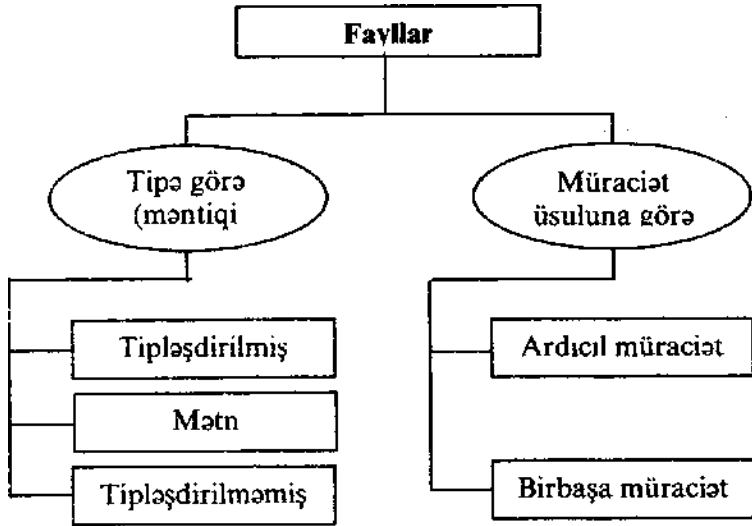 Fayllar
Tipə görə
(məntiqi
Müraciət
üsuluna görə
Tipləşdirilmiş
Mətn
Tipləşdirilməmiş
Ardıcıl müraciət
Birbaşa müraciət